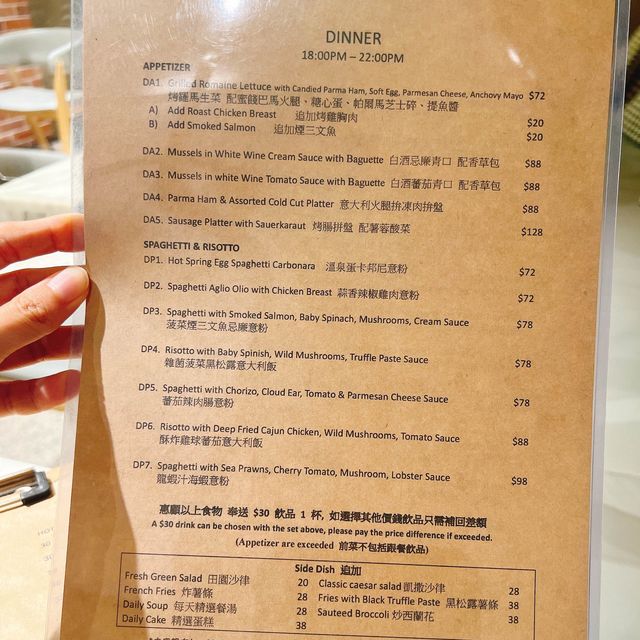 DINNER
18:00PM – 22:00PM
APPETIZER
DA1. Grilled Romaine Lettuce with Candied Parma Ham, Soft Egg, Parmesan Cheese, Anchovy Mayo $72
烤羅馬生菜 配蜜餞巴馬火腿、糖心蛋、帕爾馬芝士碎、提魚醬
A) Add Roast Chicken Breast 追加烤雞胸肉 $20
B) Add Smoked Salmon 追加煙三文魚 $20
DA2. Mussels in White Wine Cream Sauce with Baguette 白酒忌廉青口 配香草包 $88
DA3. Mussels in white Wine Tomato Sauce with Baguette 白酒蕃茄青口 配香草包 $88
DA4. Parma Ham & Assorted Cold Cut Platter 意大利火腿拚凍肉拚盤 $88
DA5. Sausage Platter with Sauerkaraut 烤腸拼盤 配薯蓉酸菜 $128
SPAGHETTI & RISOTTO
DP1. Hot Spring Egg Spaghetti Carbonara 溫泉蛋卡邦尼意粉 $72
DP2. Spaghetti Aglio Olio with Chicken Breast 蒜香辣椒雞肉意粉 $72
DP3. Spaghetti with Smoked Salmon, Baby Spinach, Mushrooms, Cream Sauce $78
菠菜煙三文魚忌廉意粉
DP4. Risotto with Baby Spinish, Wild Mushrooms, Truffle Paste Sauce $78
雜菌菠菜黑松露意大利飯
DP5. Spaghetti with Chorizo, Cloud Ear, Tomato & Parmesan Cheese Sauce $78
蕃茄辣肉腸意粉
DP6. Risotto with Deep Fried Cajun Chicken, Wild Mushrooms, Tomato Sauce $88
酥炸雞球蕃茄意大利飯
DP7. Spaghetti with Sea Prawns, Cherry Tomato, Mushroom, Lobster Sauce $98
龍蝦汁海蝦意粉
惠顧以上食物 奉送 $30 飲品 1 杯, 如選擇其他價錢飲品只需補回差額
A $30 drink can be chosen with the set above, please pay the price difference if exceeded.
(Appetizer are exceeded 前菜不包括跟餐飲品)
Side Dish 追加
Fresh Green Salad 田園沙律 20 Classic caesar salad 凱撒沙律 28
French Fries 炸薯條 28 Fries with Black Truffle Paste 黑松露薯條 38
Daily Soup 每天精選餐湯 28 Sauteed Broccoli 炒西蘭花 38
Daily Cake 精選蛋糕 38